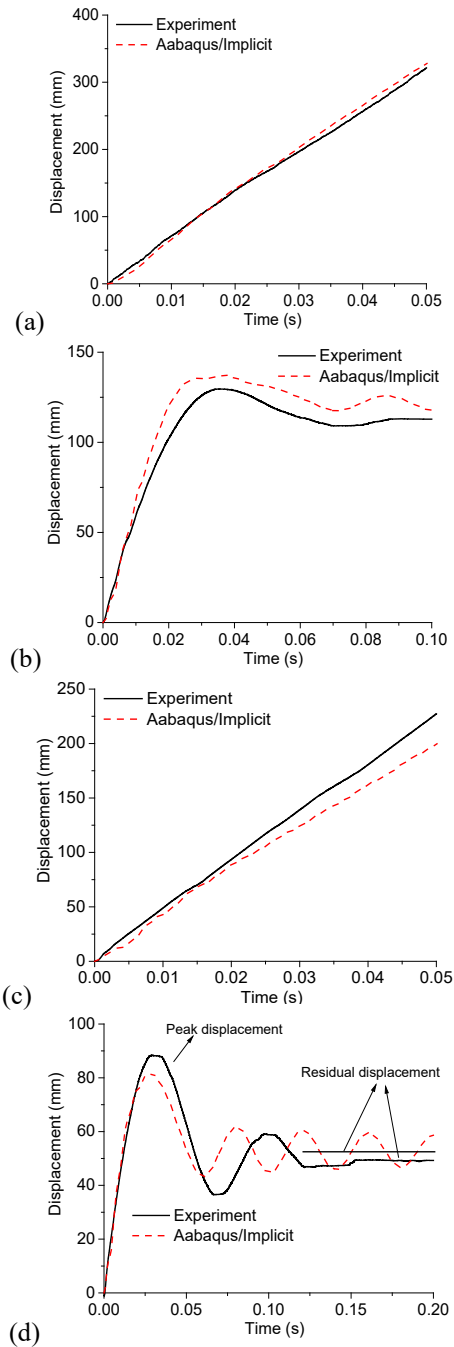 400
Experiment
Aabaqus/Implicit
300
200
100
0
Displacement (mm)
0.00 0.01 0.02 0.03 0.04 0.05
Time (s)
(a)
150
Experiment
Aabaqus/Implicit
100
50
0
Displacement (mm)
0.00 0.02 0.04 0.06 0.08 0.10
Time (s)
(b)
250
Experiment
Aabaqus/Implicit
200
150
100
50
0
Displacement (mm)
0.00 0.01 0.02 0.03 0.04 0.05
Time (s)
(c)
100
Peak displacement
80
Residual displacement
60
40
20
0
Displacement (mm)
Experiment
Aabaqus/Implicit
0.00 0.05 0.10 0.15 0.20
Time (s)
(d)